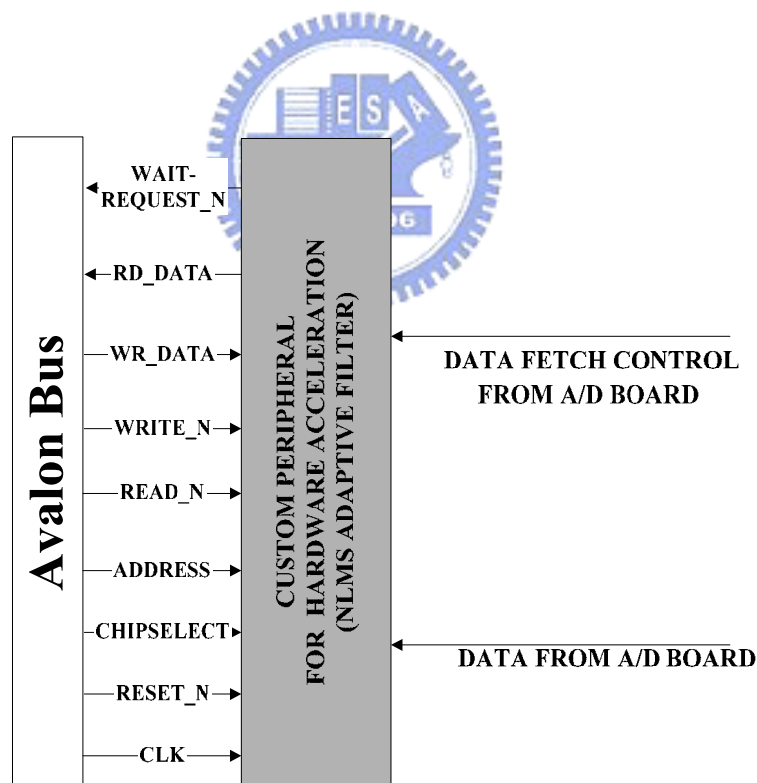 E S A
96
WAIT-
REQUEST_N
RD_DATA
WR_DATA
WRITE_N
READ_N
ADDRESS
CHIPSELECT
RESET_N
CLK
Avalon Bus
CUSTOM PERIPHERAL
FOR HARDWARE ACCELERATION
(NLMS ADAPTIVE FILTER)
DATA FETCH CONTROL
FROM A/D BOARD
DATA FROM A/D BOARD